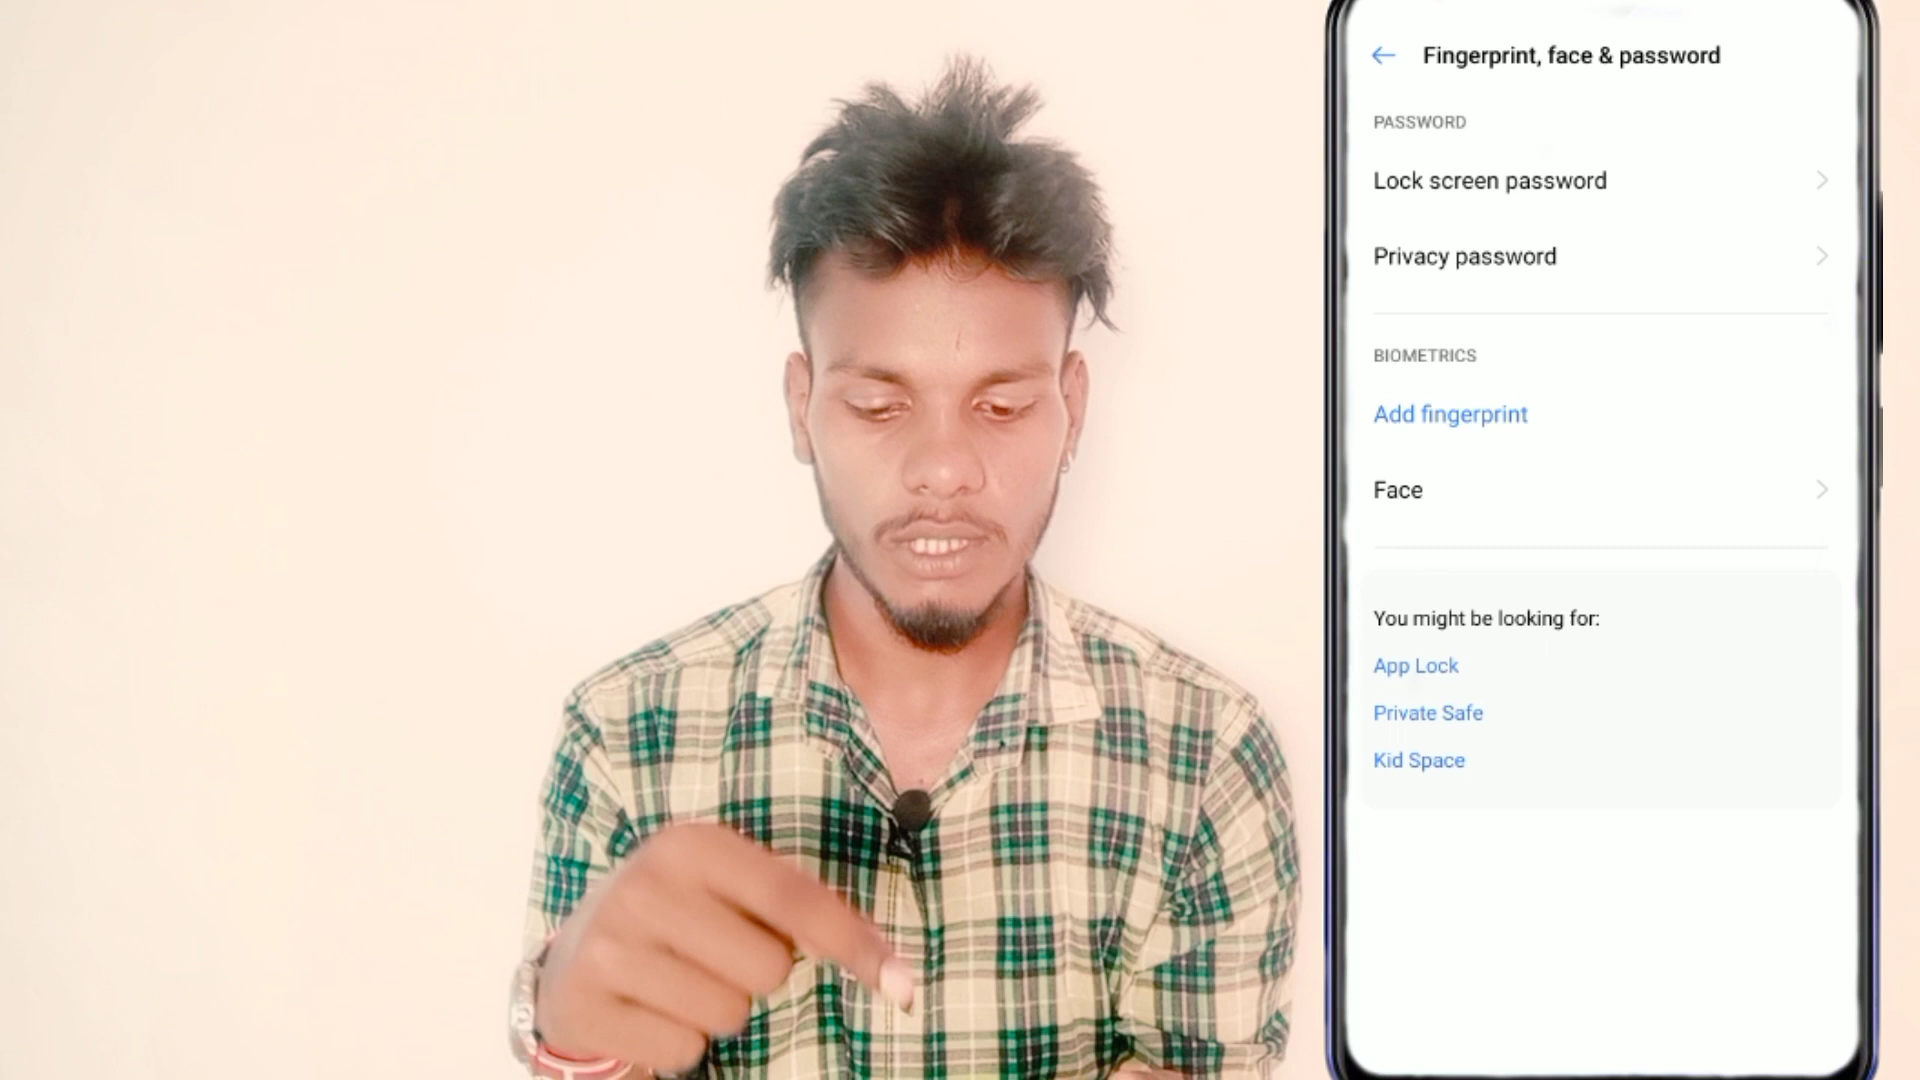 Fingerprint, face & password
PASSWORD
Lock screen password
Privacy password
BIOMETRICS
Add fingerprint
Face
You might be looking for:
App Lock
Private Safe
Kid Space